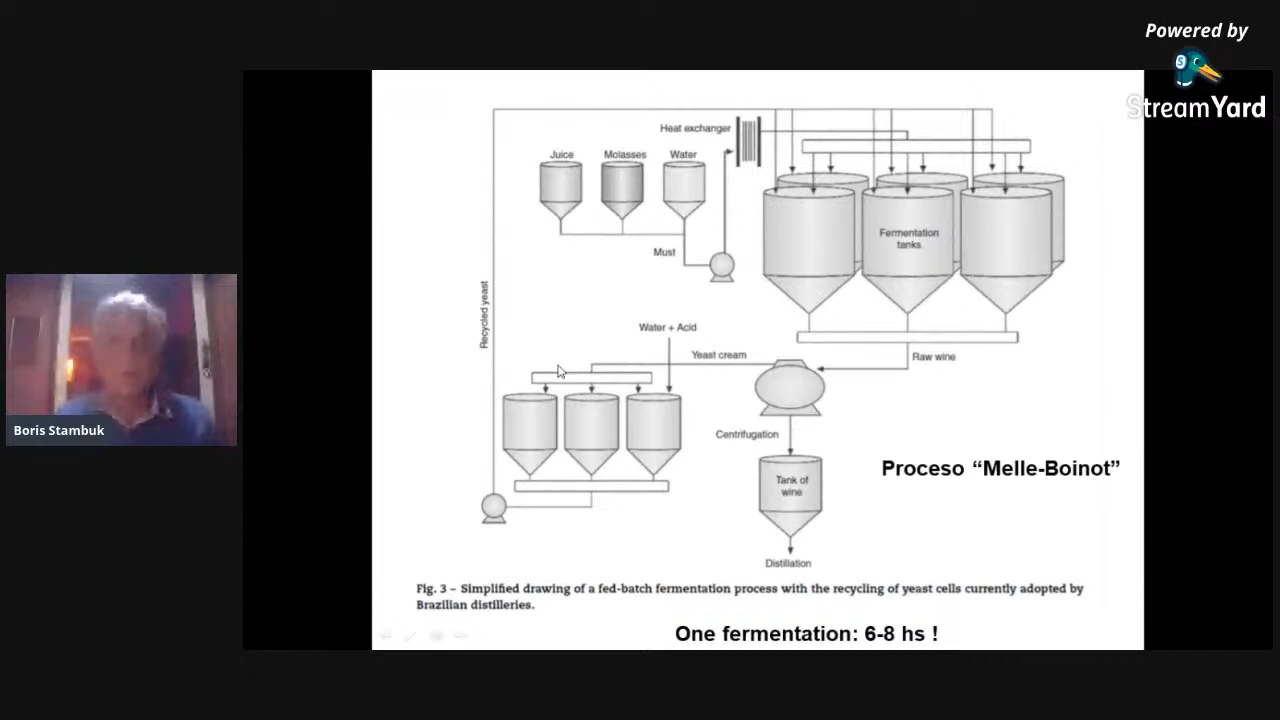 Powered by
StreamYard
Heat exchanger
Juice
Molasses
Water
Must
Fermentation
tanks
Recycled yeast
Water + Acid
Yeast cream
Raw wine
Centrifugation
Boris Stambuk
Proceso “Melle-Boinot”
Tank of
wine
Distillation
Fig. 3 – Simplified drawing of a fed-batch fermentation process with the recycling of yeast cells currently adopted by
Brazilian distilleries.
One fermentation: 6-8 hs !